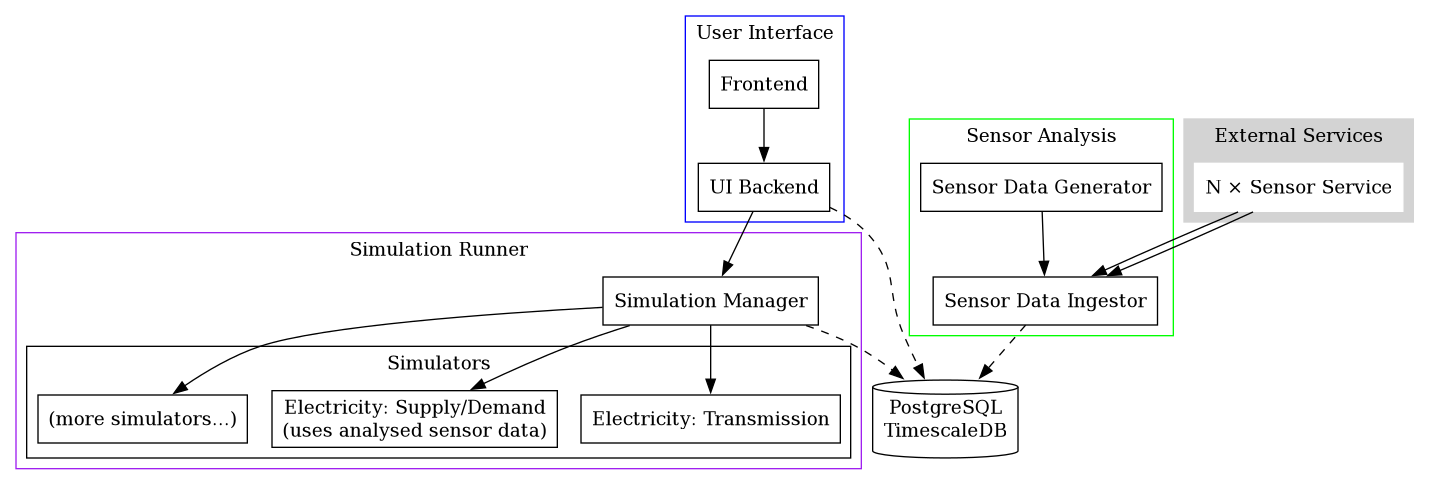 User Interface
Frontend
UI Backend
Sensor Analysis
Sensor Data Generator
Sensor Data Ingestor
External Services
N × Sensor Service
Simulation Runner
Simulation Manager
Simulators
(more simulators...)
Electricity: Supply/Demand
(uses analysed sensor data)
Electricity: Transmission
PostgreSQL
TimescaleDB